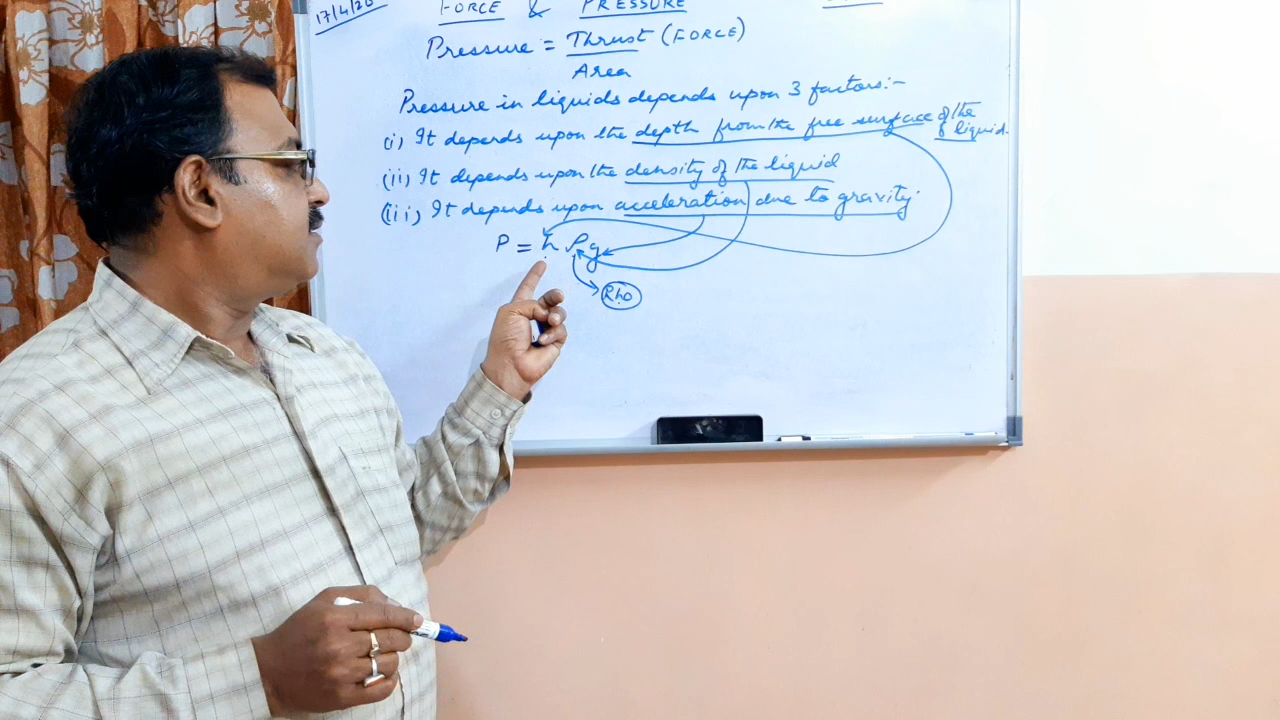 17/4/20 FORCE & PRESSURE
Pressure = Thrust (FORCE)
Area
Pressure in liquids depends upon 3 factors:-
(i) It depends upon the depth from the free surface of the
liquid.
(ii) It depends upon the density of the liquid
(iii) It depends upon acceleration due to gravity
P = h ρ g
Rho